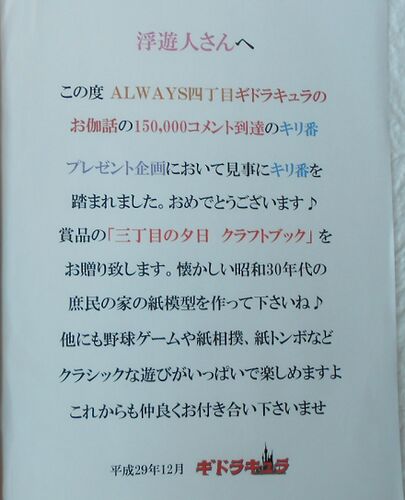 浮遊人さんへ
この度 ALWAYS四丁目ギドラキュラの
お伽話の150,000コメント到達のキリ番
プレゼント企画において見事にキリ番を
踏まれました。おめでとうございます♪
賞品の「三丁目の夕日 クラフトブック」を
お贈り致します。懐かしい昭和30年代の
庶民の家の紙模型を作って下さいね♪
他にも野球ゲームや紙相撲、紙トンボなど
クラシックな遊びがいっぱいで楽しめますよ
これからも仲良くお付き合い下さいませ
平成29年12月 ギドラキュラ